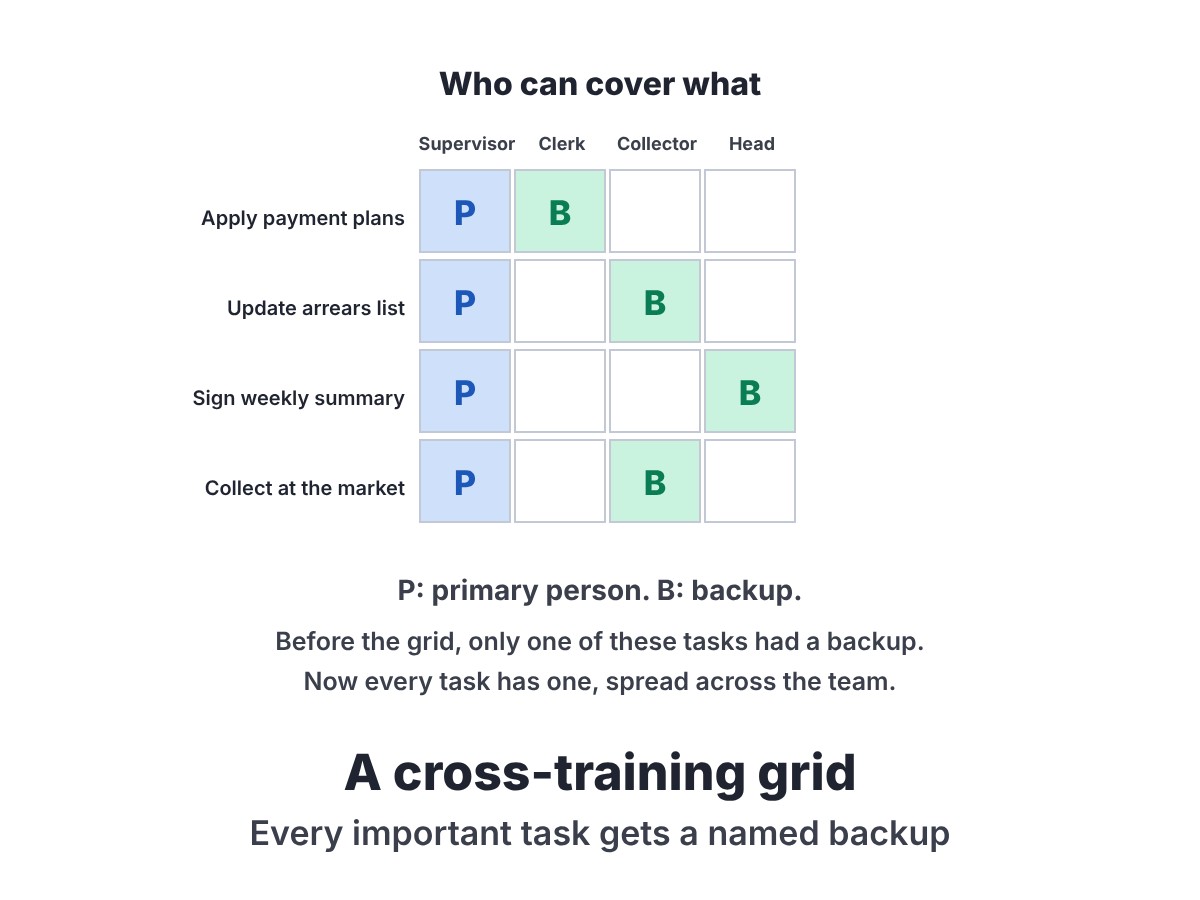 Who can cover what
Supervisor Clerk Collector Head
Apply payment plans P B
Update arrears list P B
Sign weekly summary P B
Collect at the market P B
P: primary person. B: backup.
Before the grid, only one of these tasks had a backup.
Now every task has one, spread across the team.
A cross-training grid
Every important task gets a named backup